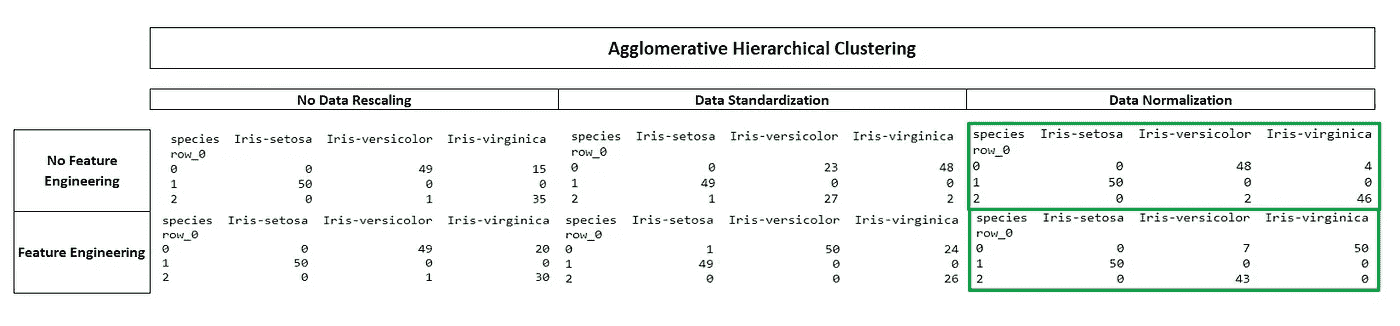 Agglomerative Hierarchical Clustering
No Data Rescaling Data Standardization Data Normalization
No Feature Engineering
species Iris-setosa Iris-versicolor Iris-virginica
row_0
0 0 49 15
1 50 0 0
2 0 1 35
species Iris-setosa Iris-versicolor Iris-virginica
row_0
0 0 23 48
1 49 0 0
2 1 27 2
species Iris-setosa Iris-versicolor Iris-virginica
row_0
0 0 48 4
1 50 0 0
2 0 2 46
Feature Engineering
species Iris-setosa Iris-versicolor Iris-virginica
row_0
0 0 49 20
1 50 0 0
2 0 1 30
species Iris-setosa Iris-versicolor Iris-virginica
row_0
0 1 50 24
1 49 0 0
2 0 0 26
species Iris-setosa Iris-versicolor Iris-virginica
row_0
0 0 7 50
1 50 0 0
2 0 43 0